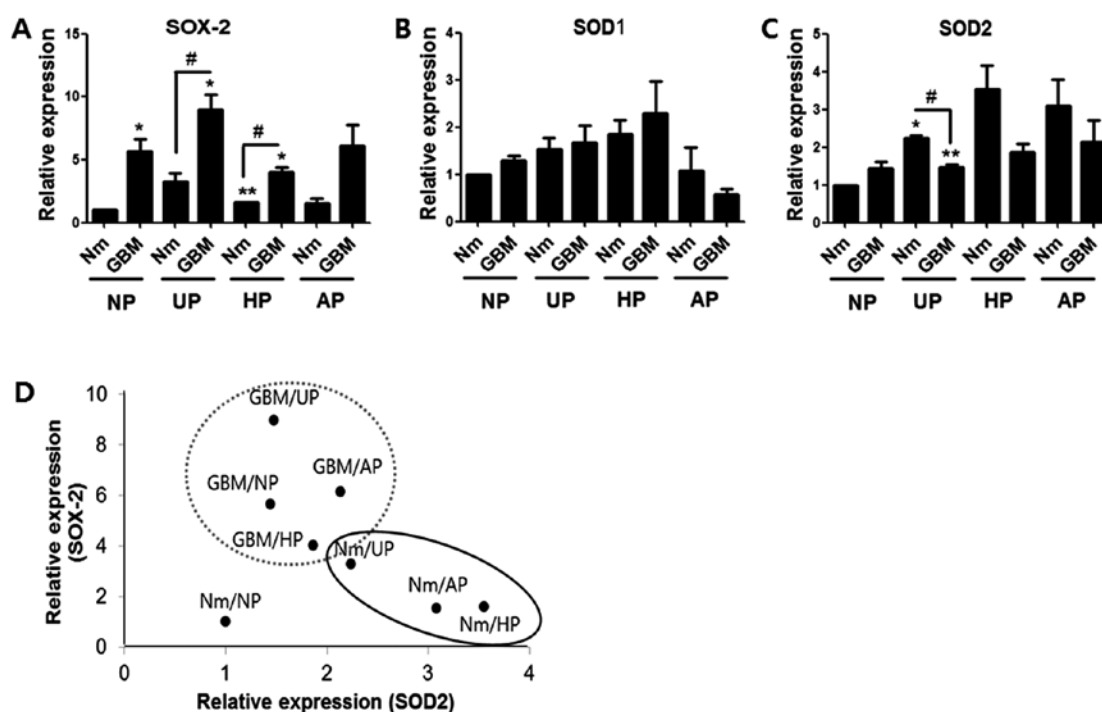 A
SOX-2
Relative expression
15
10
5
0
#
*
#
*
**
*
Nm GBM Nm GBM Nm GBM Nm GBM
NP UP HP AP
B
SOD1
Relative expression
4
3
2
1
0
Nm GBM Nm GBM Nm GBM Nm GBM
NP UP HP AP
C
SOD2
Relative expression
5
4
3
2
1
0
#
*
**
Nm GBM Nm GBM Nm GBM Nm GBM
NP UP HP AP
D
Relative expression
(SOX-2)
10
8
6
4
2
0
GBM/UP
GBM/AP
GBM/NP
GBM/HP
Nm/UP
Nm/AP
Nm/NP
Nm/HP
0 1 2 3 4
Relative expression (SOD2)